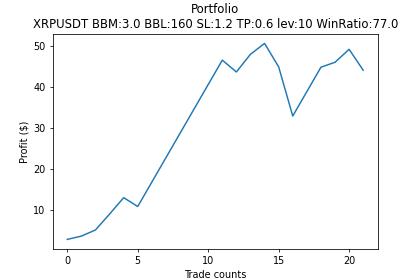 Portfolio
XRPUSDT BBM:3.0 BBL:160 SL:1.2 TP:0.6 lev:10 WinRatio:77.0
50
40
30
20
10
Profit ($)
0 5 10 15 20
Trade counts